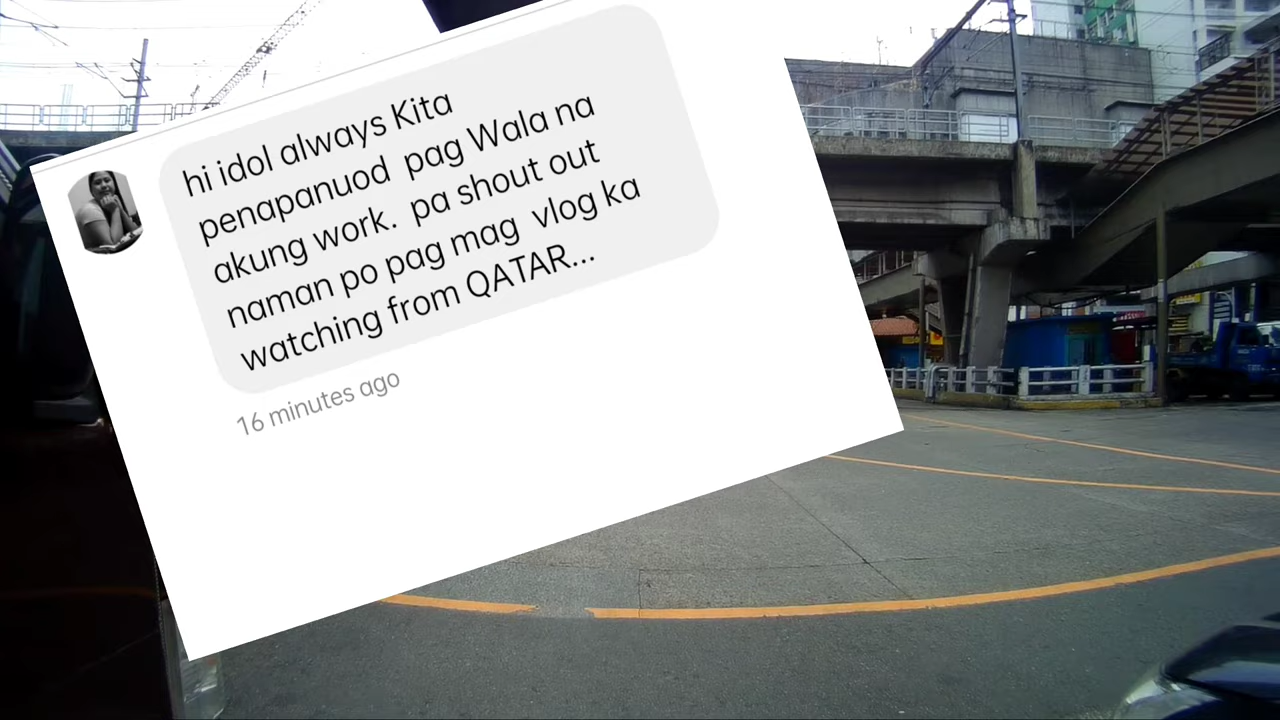 hi idol always Kita
penapanuod pag Wala na
akung work. pa shout out
naman po pag mag vlog ka
watching from QATAR...
16 minutes ago